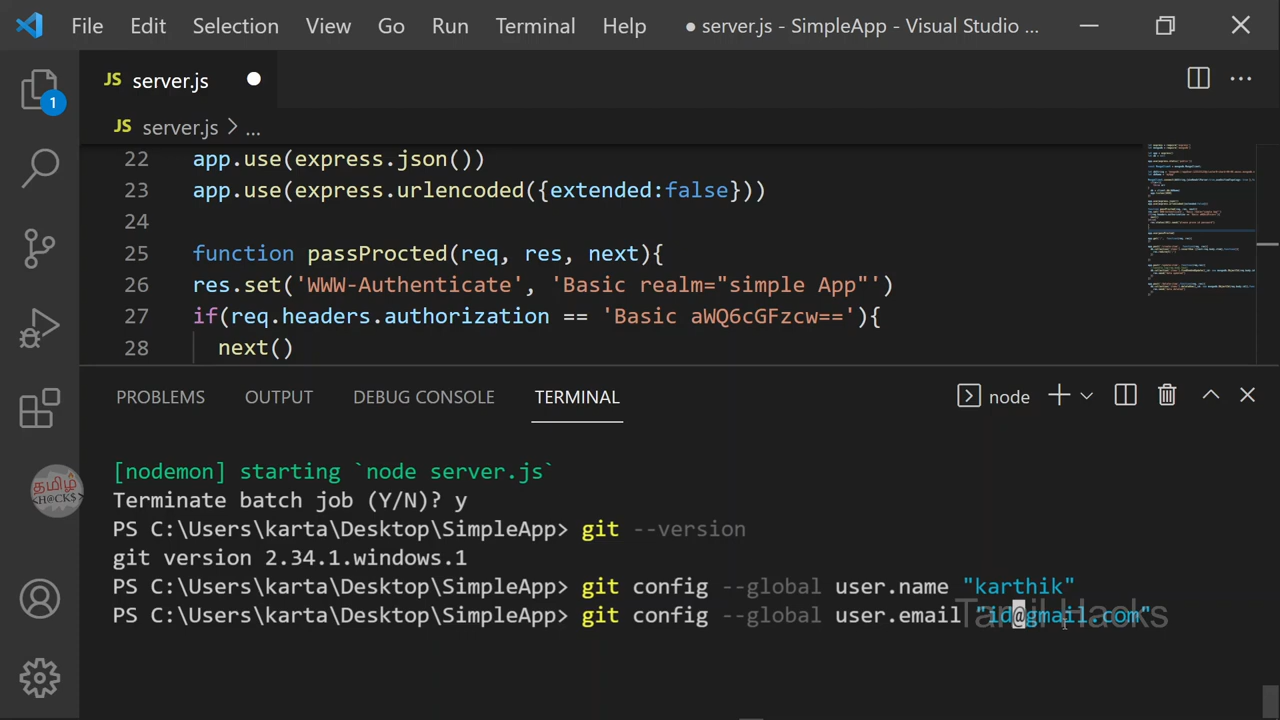 File Edit Selection View Go Run Terminal Help ● server.js - SimpleApp - Visual Studio ...
JS server.js
1
JS server.js > ...
22 app.use(express.json())
23 app.use(express.urlencoded({extended:false}))
24
25 function passProcted(req, res, next){
26 res.set('WWW-Authenticate', 'Basic realm="simple App"')
27 if(req.headers.authorization == 'Basic aWQ6cGFzcw=='){
28 next()
PROBLEMS OUTPUT DEBUG CONSOLE TERMINAL node
[nodemon] starting `node server.js`
தமிழ்
<H@CK$>
Terminate batch job (Y/N)? y
PS C:\Users\karta\Desktop\SimpleApp> git --version
git version 2.34.1.windows.1
PS C:\Users\karta\Desktop\SimpleApp> git config --global user.name "karthik"
PS C:\Users\karta\Desktop\SimpleApp> git config --global user.email "id@gmail.com"
Tamil Hacks